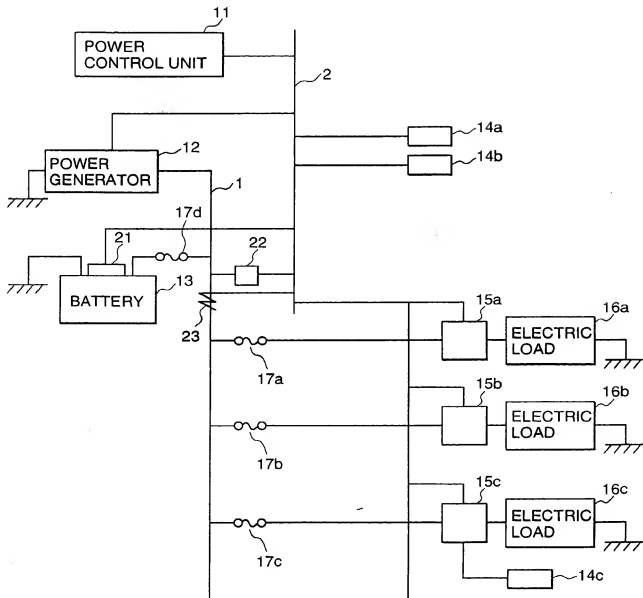 11
POWER
CONTROL UNIT
2
12
POWER
GENERATOR
14a
14b
1
17d
21
22
BATTERY
13
23
15a
16a
ELECTRIC
LOAD
17a
15b
16b
ELECTRIC
LOAD
17b
15c
16c
ELECTRIC
LOAD
17c
14c